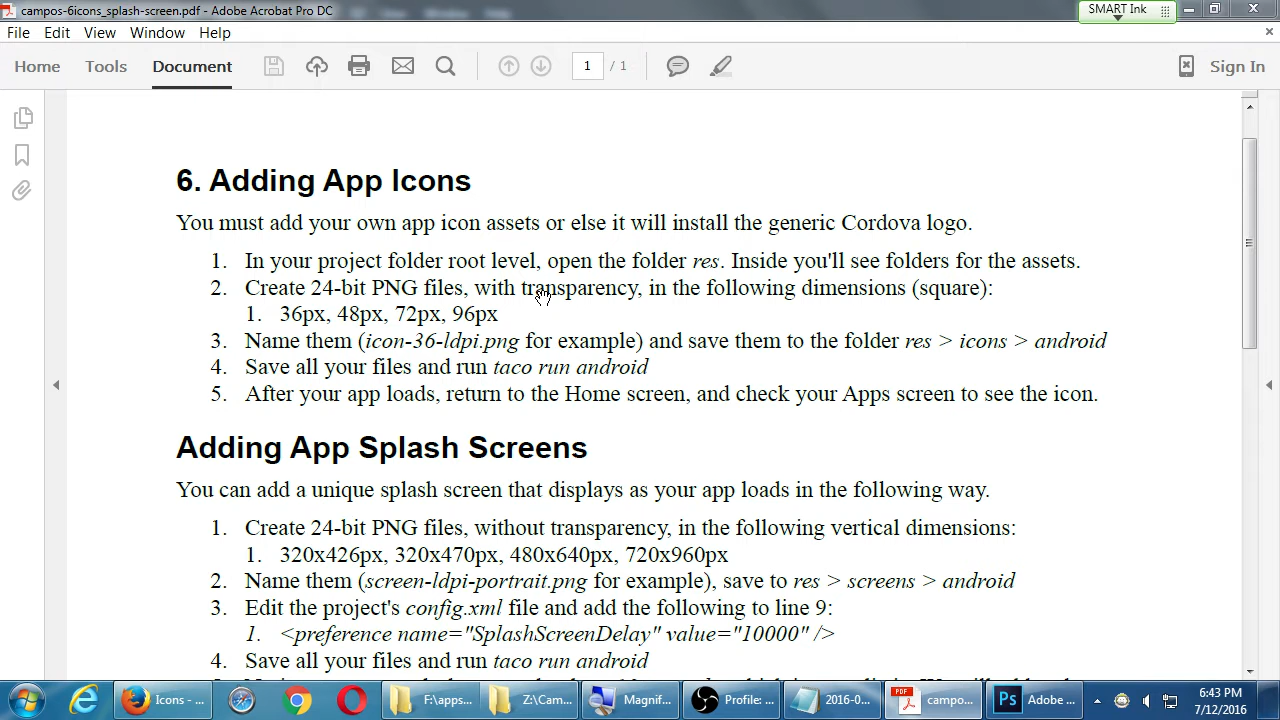 campos-6icons_splash-screen.pdf - Adobe Acrobat Pro DC
SMART Ink
File Edit View Window Help
Home Tools Document 1 / 1 Sign In
6. Adding App Icons
You must add your own app icon assets or else it will install the generic Cordova logo.
1. In your project folder root level, open the folder res. Inside you'll see folders for the assets.
2. Create 24-bit PNG files, with transparency, in the following dimensions (square):
1. 36px, 48px, 72px, 96px
3. Name them (icon-36-ldpi.png for example) and save them to the folder res > icons > android
4. Save all your files and run taco run android
5. After your app loads, return to the Home screen, and check your Apps screen to see the icon.
Adding App Splash Screens
You can add a unique splash screen that displays as your app loads in the following way.
1. Create 24-bit PNG files, without transparency, in the following vertical dimensions:
1. 320x426px, 320x470px, 480x640px, 720x960px
2. Name them (screen-ldpi-portrait.png for example), save to res > screens > android
3. Edit the project's config.xml file and add the following to line 9:
1. <preference name="SplashScreenDelay" value="10000" />
4. Save all your files and run taco run android
Icons - ... F:\apps... Z:\Cam... Magnif... Profile: ... 2016-0... PDF campo... Ps Adobe ... 6:43 PM
7/12/2016